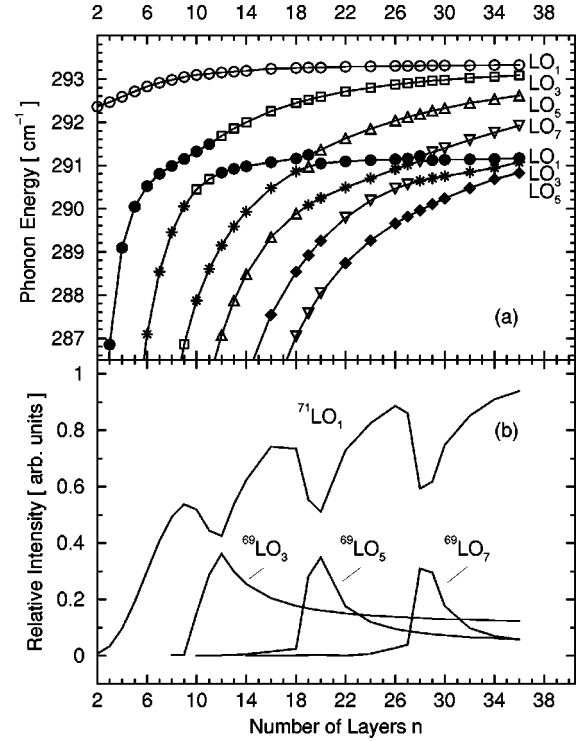 2 6 10 14 18 22 26 30 34 38
(a)
Phonon Energy [ cm⁻¹ ]
293
292
291
290
289
288
287
LO₁
LO₃
LO₅
LO₇
LO₁
LO₃
LO₅
(b)
Relative Intensity [ arb. units ]
1
0.8
0.6
0.4
0.2
0
⁷¹LO₁
⁶⁹LO₃ ⁶⁹LO₅ ⁶⁹LO₇
2 6 10 14 18 22 26 30 34 38
Number of Layers n